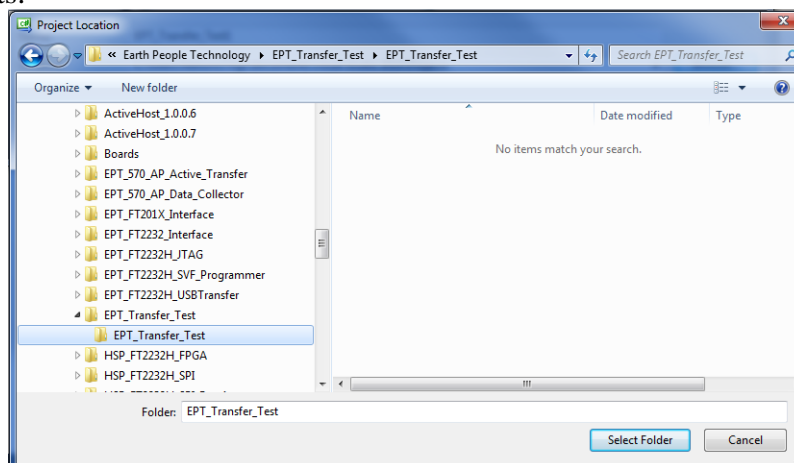 Project Location
« Earth People Technology ▸ EPT_Transfer_Test ▸ EPT_Transfer_Test
Search EPT_Transfer_Test
Organize
New folder
Name
Date modified
Type
No items match your search.
ActiveHost_1.0.0.6
ActiveHost_1.0.0.7
Boards
EPT_570_AP_Active_Transfer
EPT_570_AP_Data_Collector
EPT_FT201X_Interface
EPT_FT2232_Interface
EPT_FT2232H_JTAG
EPT_FT2232H_SVF_Programmer
EPT_FT2232H_USBTransfer
EPT_Transfer_Test
EPT_Transfer_Test
HSP_FT2232H_FPGA
HSP_FT2232H_SPI
Folder: EPT_Transfer_Test
Select Folder
Cancel